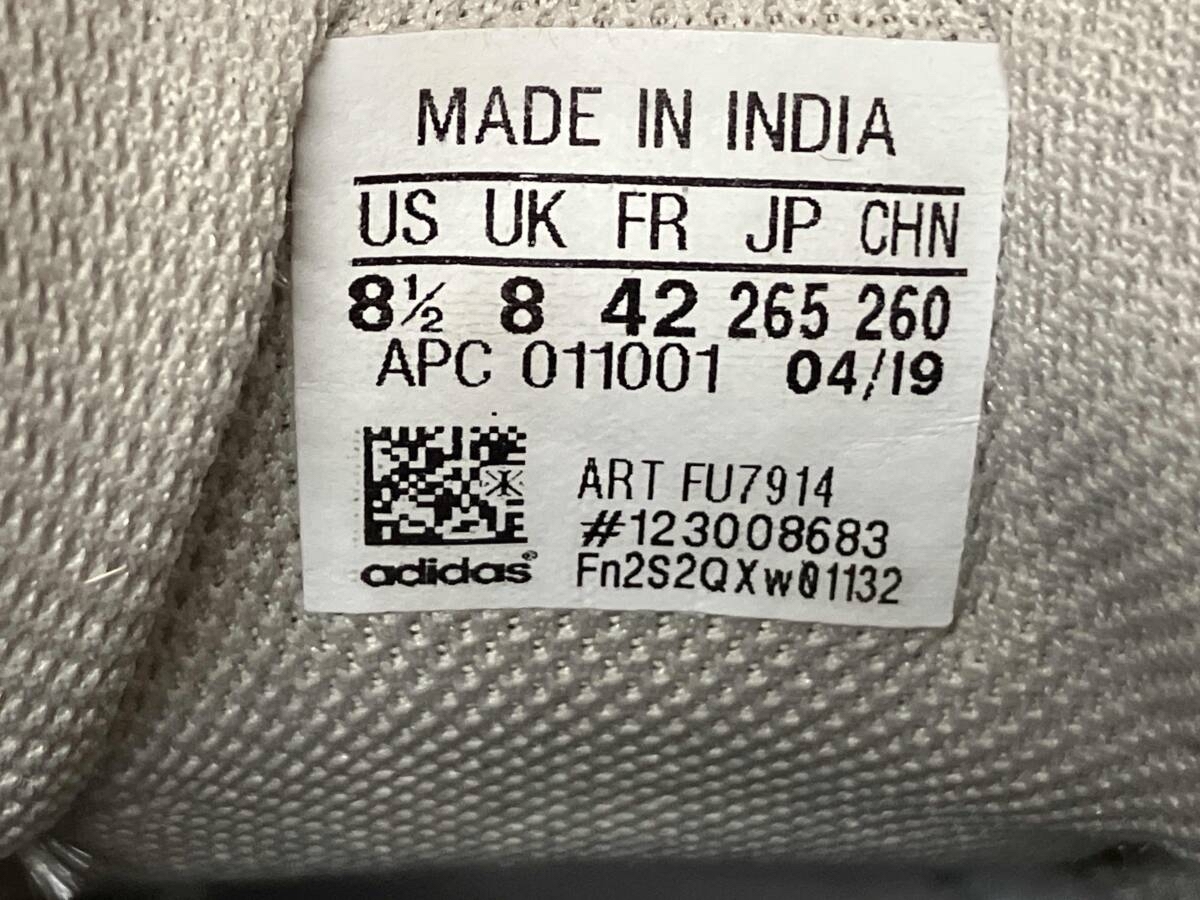 MADE IN INDIA
US UK FR JP CHN
8½ 8 42 265 260
APC 011001 04/19
ART FU7914
#123008683
adidas® Fn2S2QXw01132